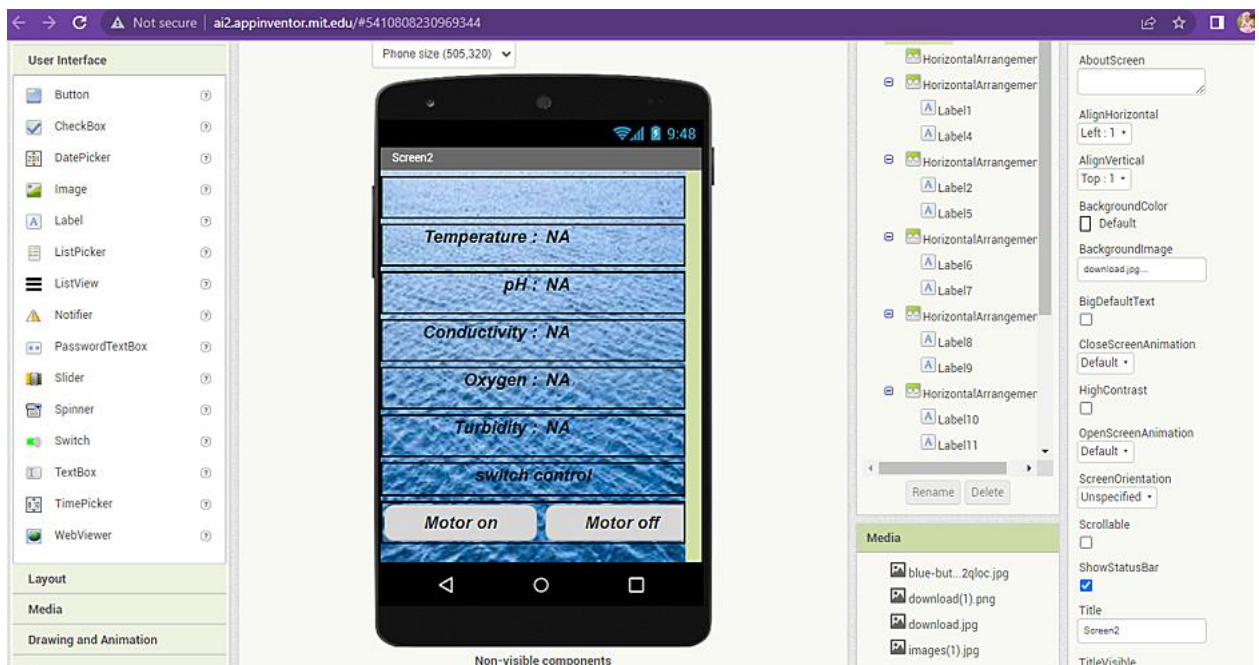 Not secure | ai2.appinventor.mit.edu/#5410808230969344
User Interface
Button
CheckBox
DatePicker
Image
Label
ListPicker
ListView
Notifier
PasswordTextBox
Slider
Spinner
Switch
TextBox
TimePicker
WebViewer
Layout
Media
Drawing and Animation
Phone size (505,320)
9:48
Screen2
Temperature : NA
pH : NA
Conductivity : NA
Oxygen : NA
Turbidity : NA
switch control
Motor on Motor off
Non-visible components
HorizontalArrangemer
HorizontalArrangemer
Label1
Label4
HorizontalArrangemer
Label2
Label5
HorizontalArrangemer
Label6
Label7
HorizontalArrangemer
Label8
Label9
HorizontalArrangemer
Label10
Label11
Rename Delete
Media
blue-but...2qloc.jpg
download(1).png
download.jpg
images(1).jpg
AboutScreen
AlignHorizontal
Left : 1
AlignVertical
Top : 1
BackgroundColor
Default
BackgroundImage
download.jpg...
BigDefaultText
CloseScreenAnimation
Default
HighContrast
OpenScreenAnimation
Default
ScreenOrientation
Unspecified
Scrollable
ShowStatusBar
Title
Screen2
TitleVisible